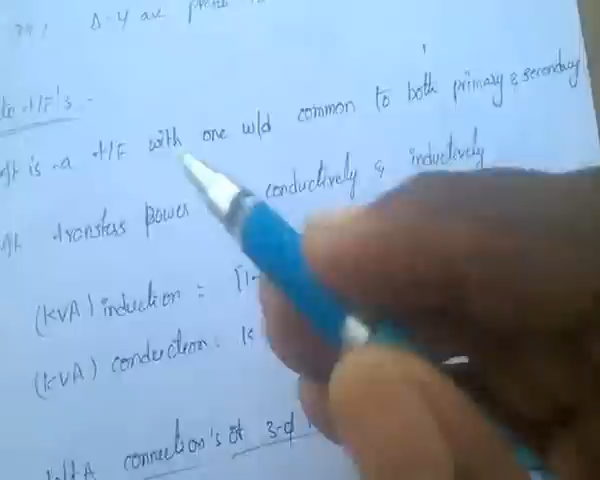 Δ-Y are
to t/F's :-
It is a t/F with one w/d common to both primary & secondary
It transfers power conductively & inductively
(KVA) induction = [1-
(KVA) conduction = K
connection's of 3-ϕ